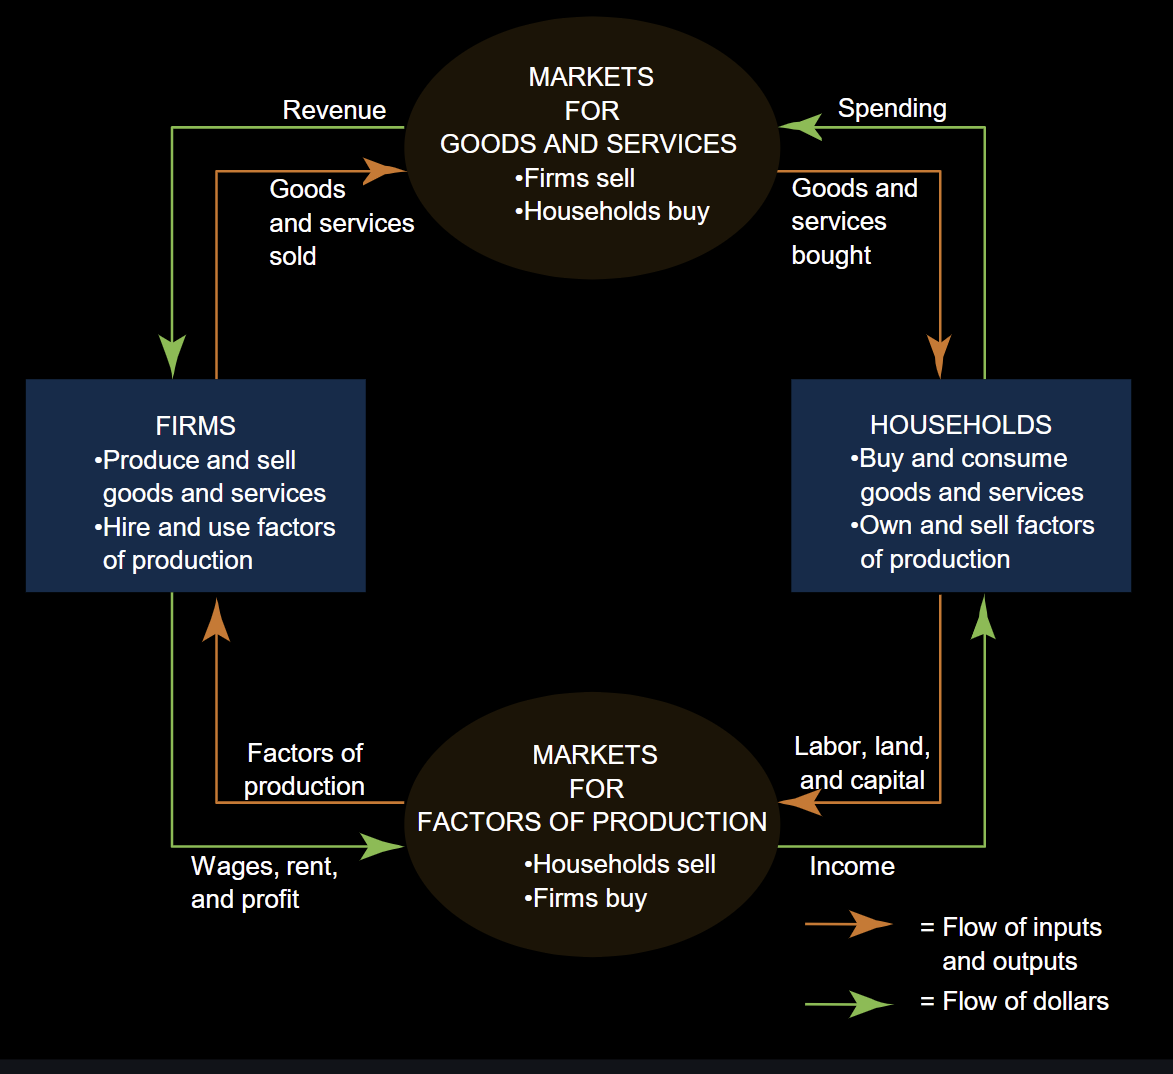 MARKETS
FOR
GOODS AND SERVICES
•Firms sell
•Households buy
Revenue
Goods
and services
sold
Spending
Goods and
services
bought
FIRMS
•Produce and sell
goods and services
•Hire and use factors
of production
HOUSEHOLDS
•Buy and consume
goods and services
•Own and sell factors
of production
Factors of
production
Wages, rent,
and profit
MARKETS
FOR
FACTORS OF PRODUCTION
•Households sell
•Firms buy
Labor, land,
and capital
Income
= Flow of inputs
and outputs
= Flow of dollars